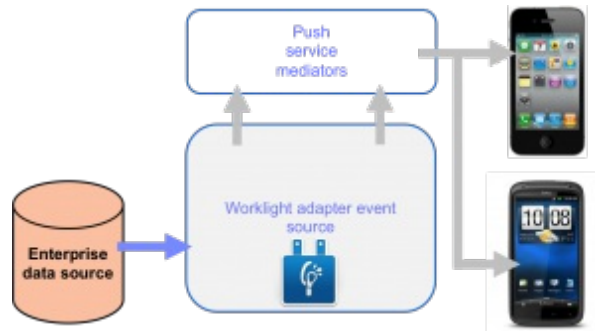 Push
service
mediators
Worklight adapter event
source
Enterprise
data source
10 08